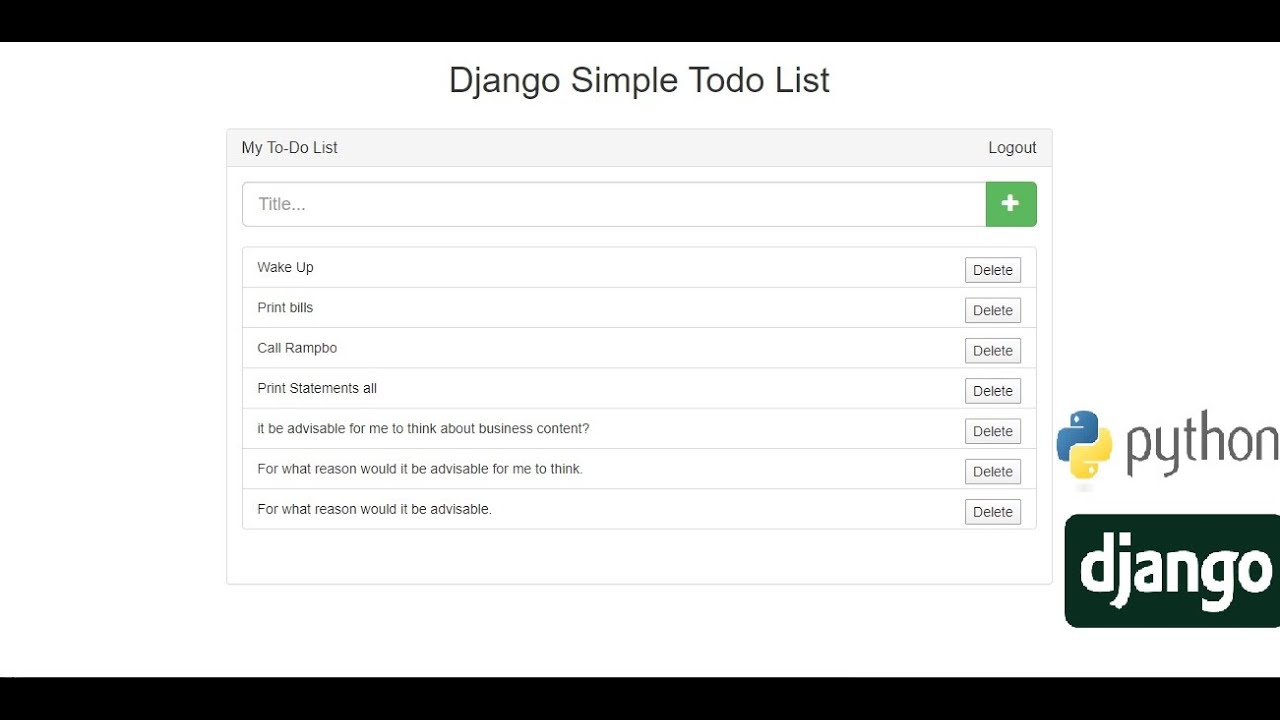 Django Simple Todo List
My To-Do List Logout
Title...
Wake Up Delete
Print bills Delete
Call Rampbo Delete
Print Statements all Delete
it be advisable for me to think about business content? Delete
For what reason would it be advisable for me to think. Delete
For what reason would it be advisable. Delete
python
django